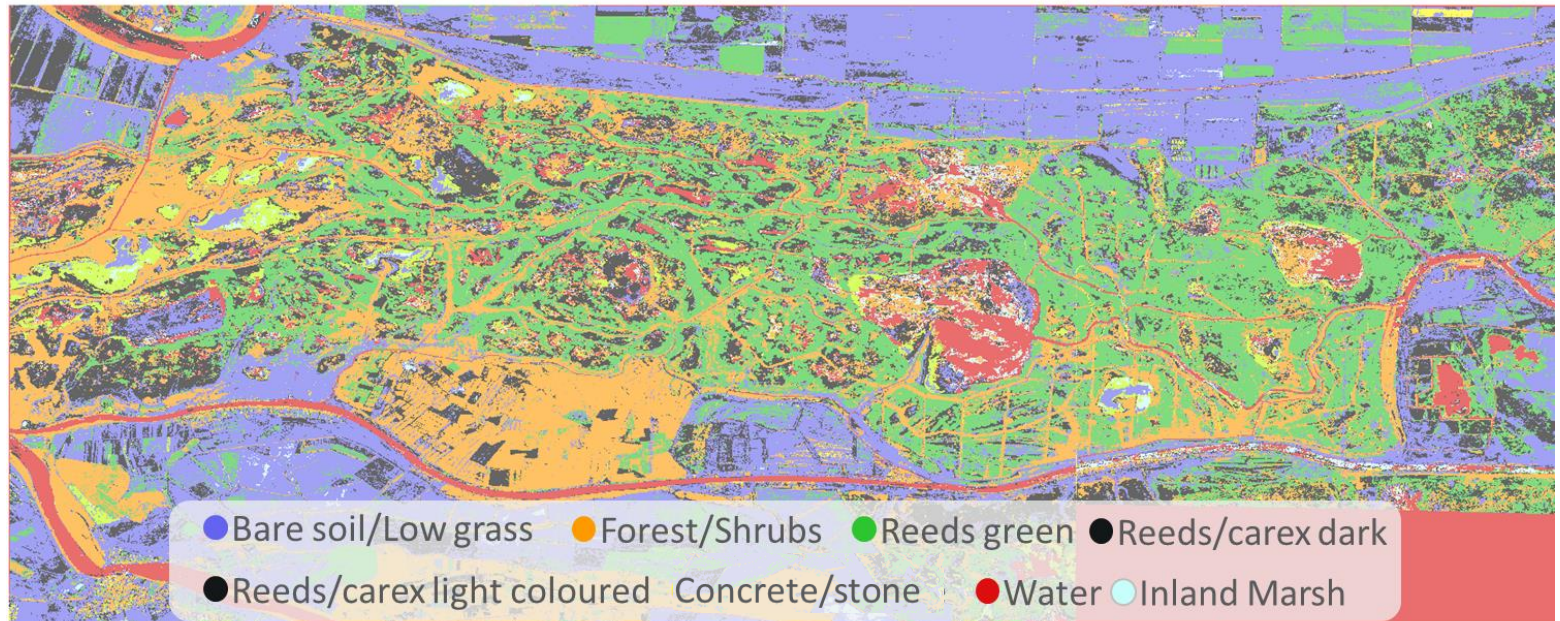 Bare soil/Low grass Forest/Shrubs Reeds green Reeds/carex dark
Reeds/carex light coloured Concrete/stone Water Inland Marsh